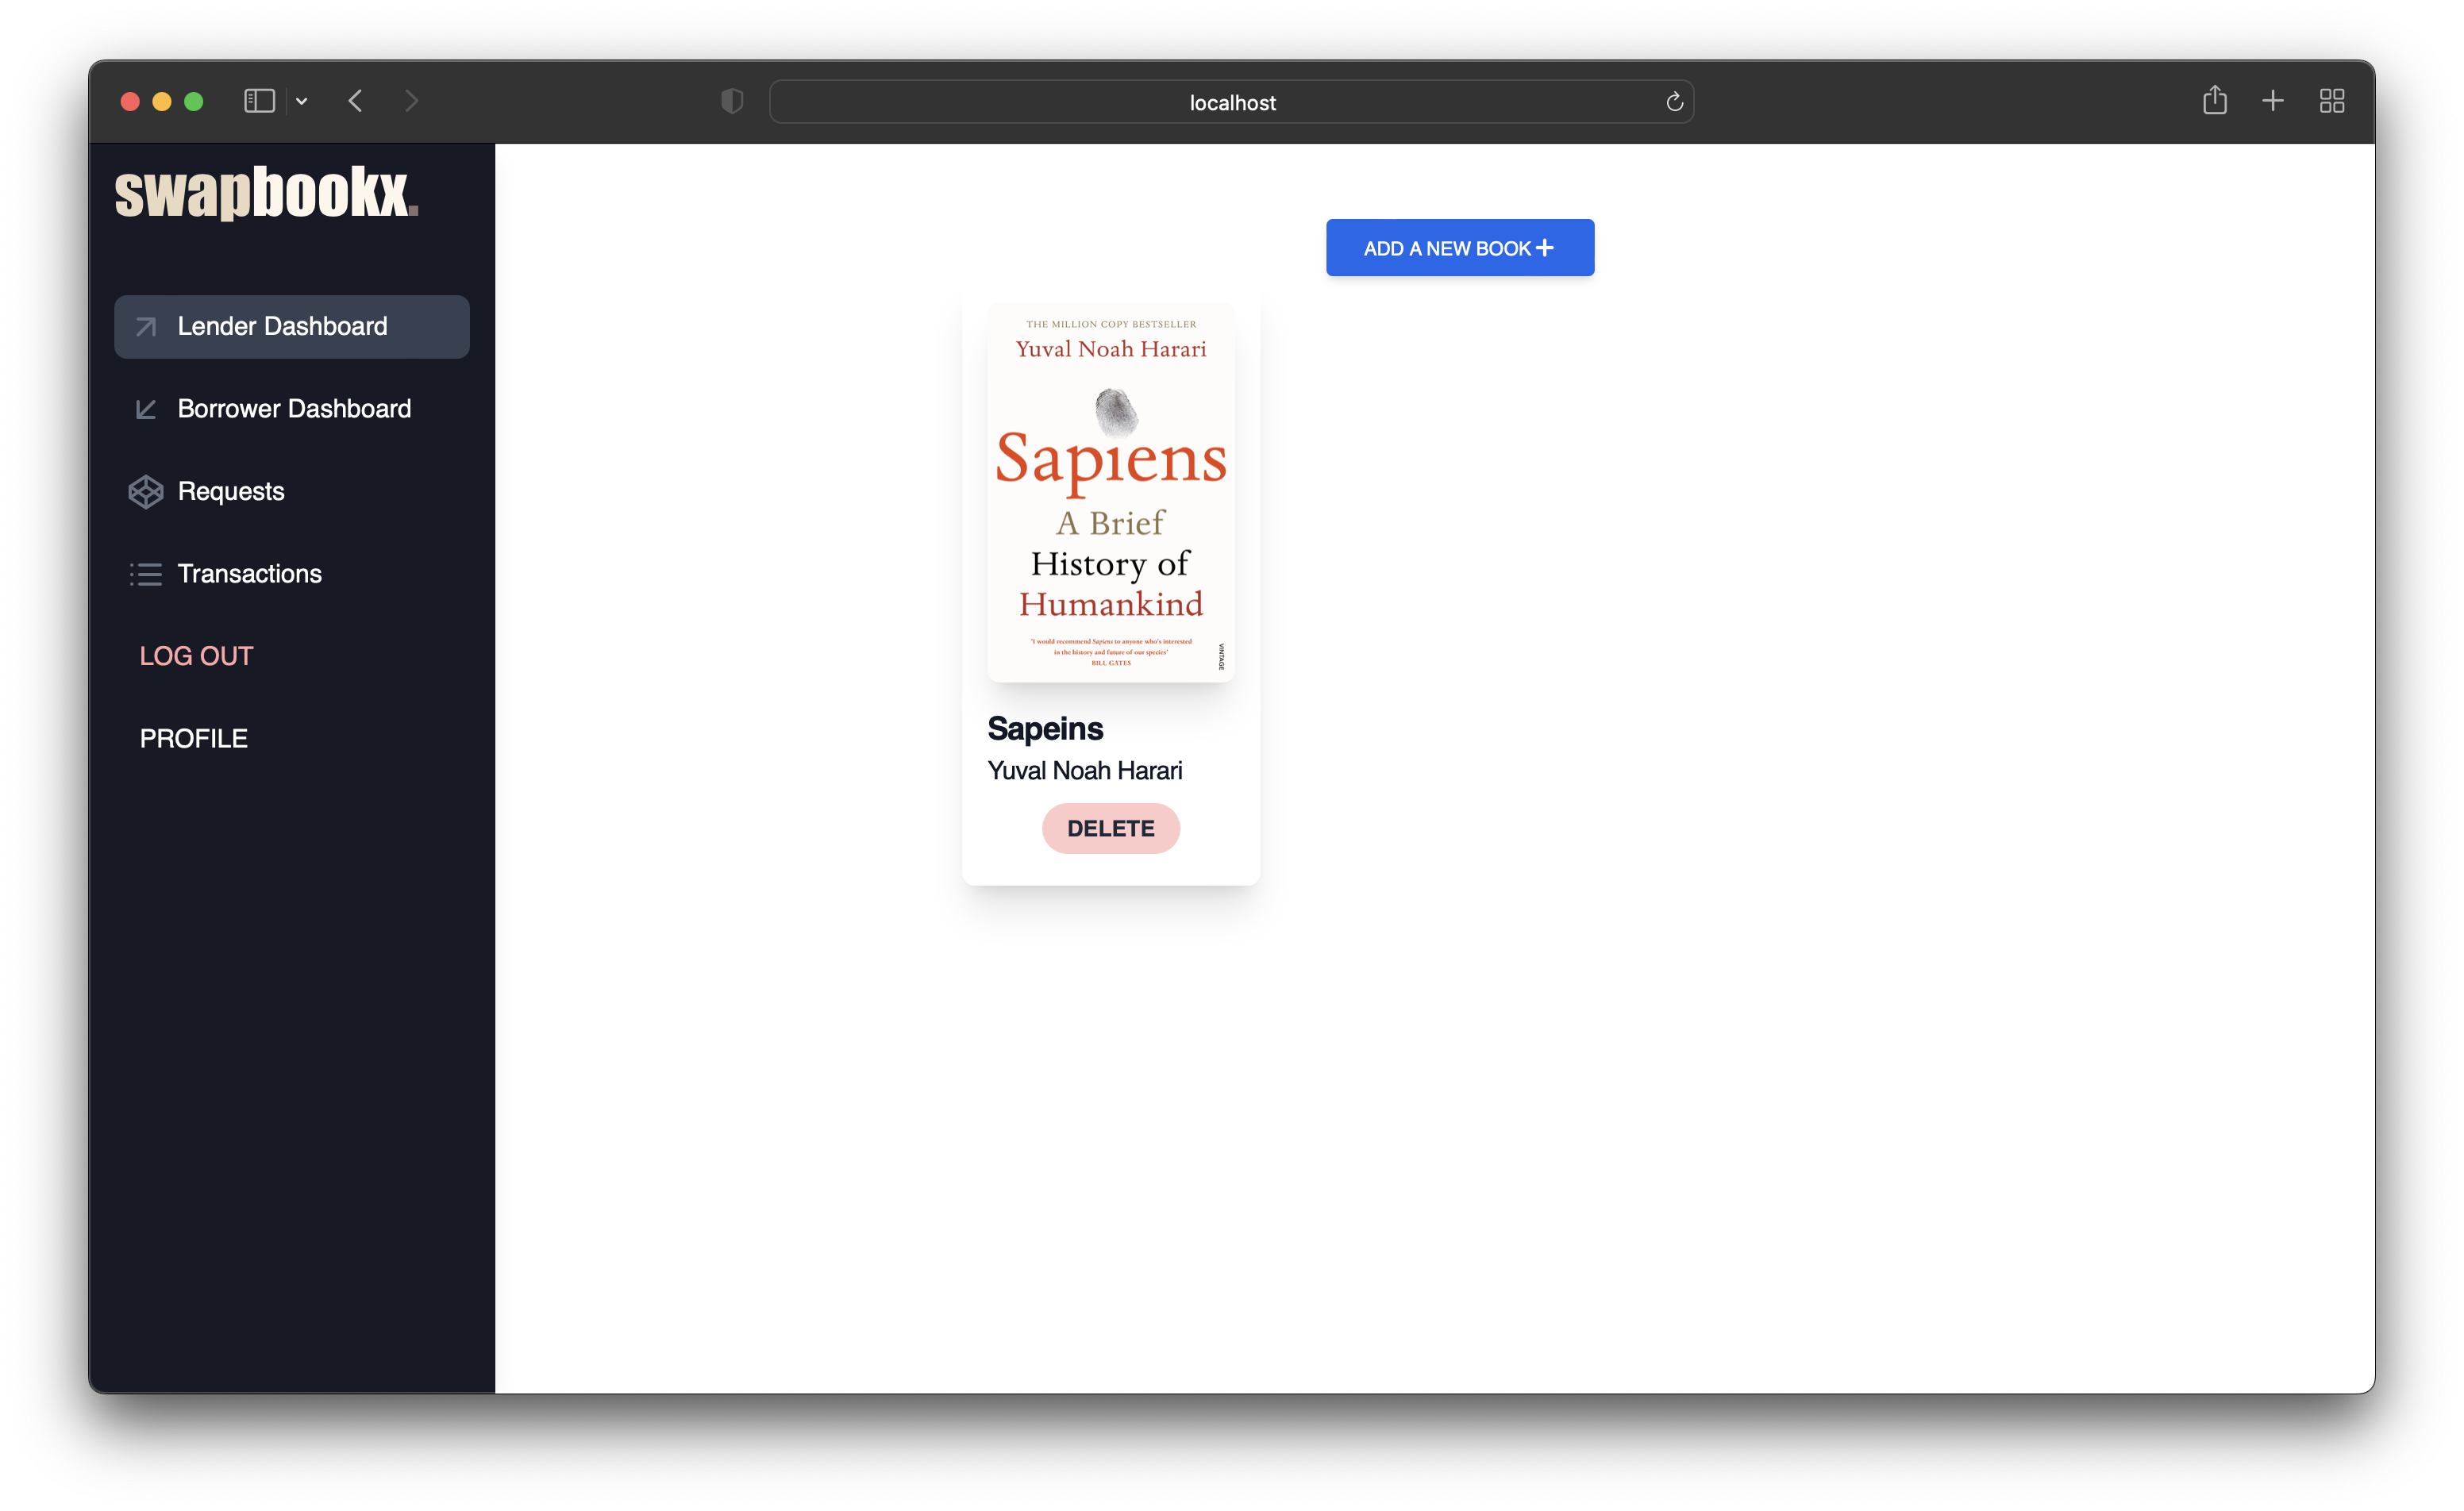 localhost
swapbookx.
Lender Dashboard
Borrower Dashboard
Requests
Transactions
LOG OUT
PROFILE
ADD A NEW BOOK
THE MILLION COPY BESTSELLER
Yuval Noah Harari
Sapiens
A Brief
History of
Humankind
'I would recommend Sapiens to anyone who's interested
in the history and future of our species'
BILL GATES
VINTAGE
Sapeins
Yuval Noah Harari
DELETE